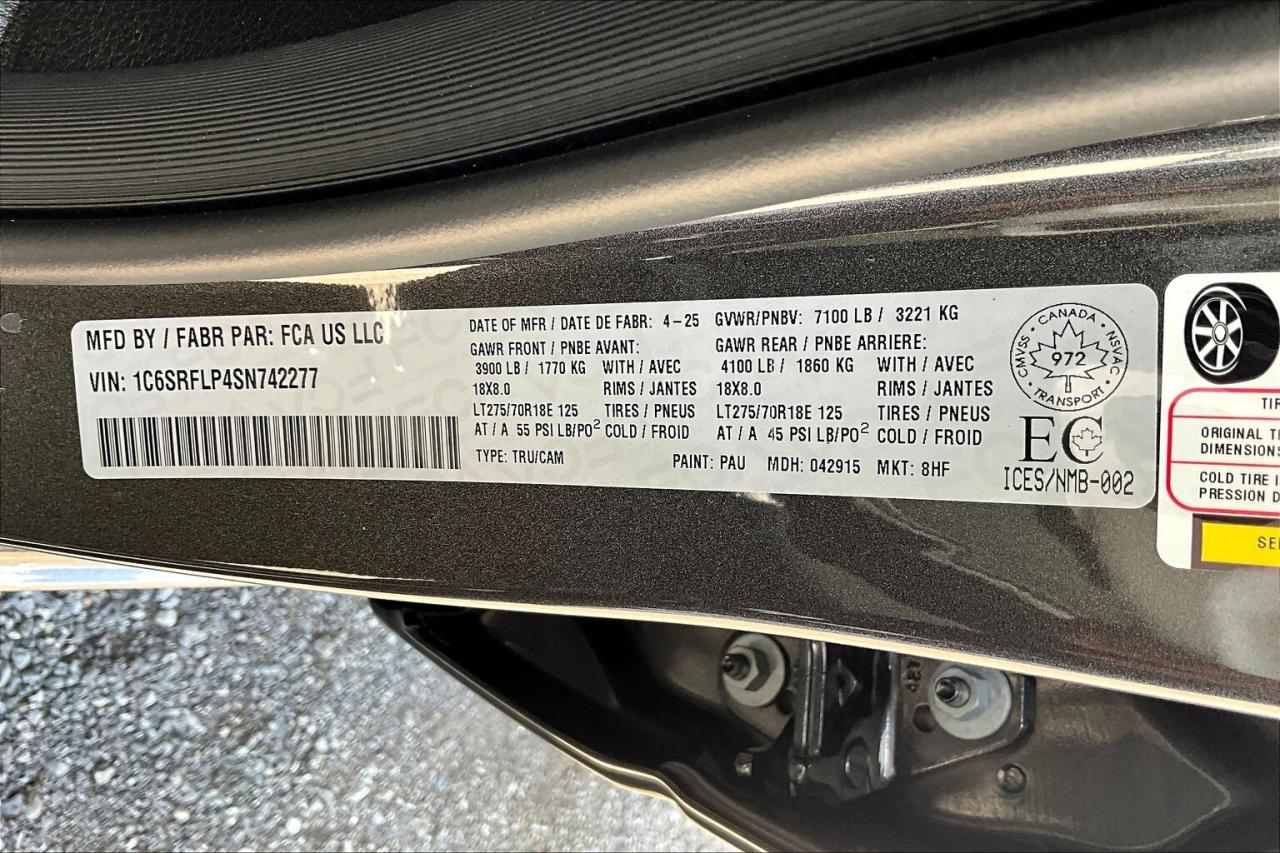 MFD BY / FABR PAR: FCA US LLC
VIN: 1C6SRFLP4SN742277
DATE OF MFR / DATE DE FABR: 4-25 GVWR/PNBV: 7100 LB / 3221 KG
GAWR FRONT / PNBE AVANT: GAWR REAR / PNBE ARRIERE:
3900 LB / 1770 KG WITH / AVEC 4100 LB / 1860 KG WITH / AVEC
18X8.0 RIMS / JANTES 18X8.0 RIMS / JANTES
LT275/70R18E 125 TIRES / PNEUS LT275/70R18E 125 TIRES / PNEUS
AT / A 55 PSI LB/PO² COLD / FROID AT / A 45 PSI LB/PO² COLD / FROID
TYPE: TRU/CAM PAINT: PAU MDH: 042915 MKT: 8HF
CANADA
CMVSS 972 NSVAC
TRANSPORT
EC
ICES/NMB-002
ORIGINAL
COLD TIRE